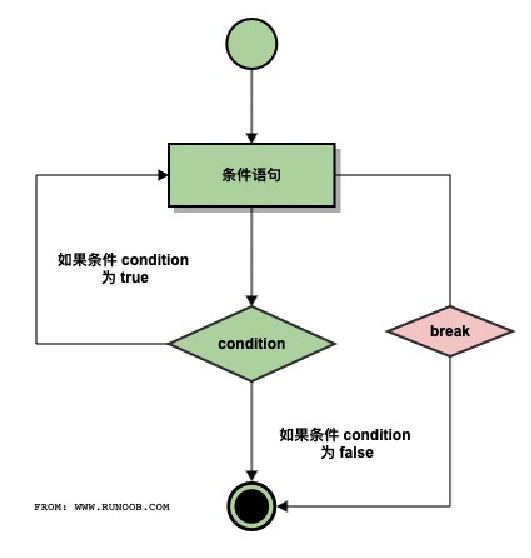 条件语句
如果条件 condition
为 true
condition
break
如果条件 condition
为 false
FROM: WWW.RUNOOB.COM